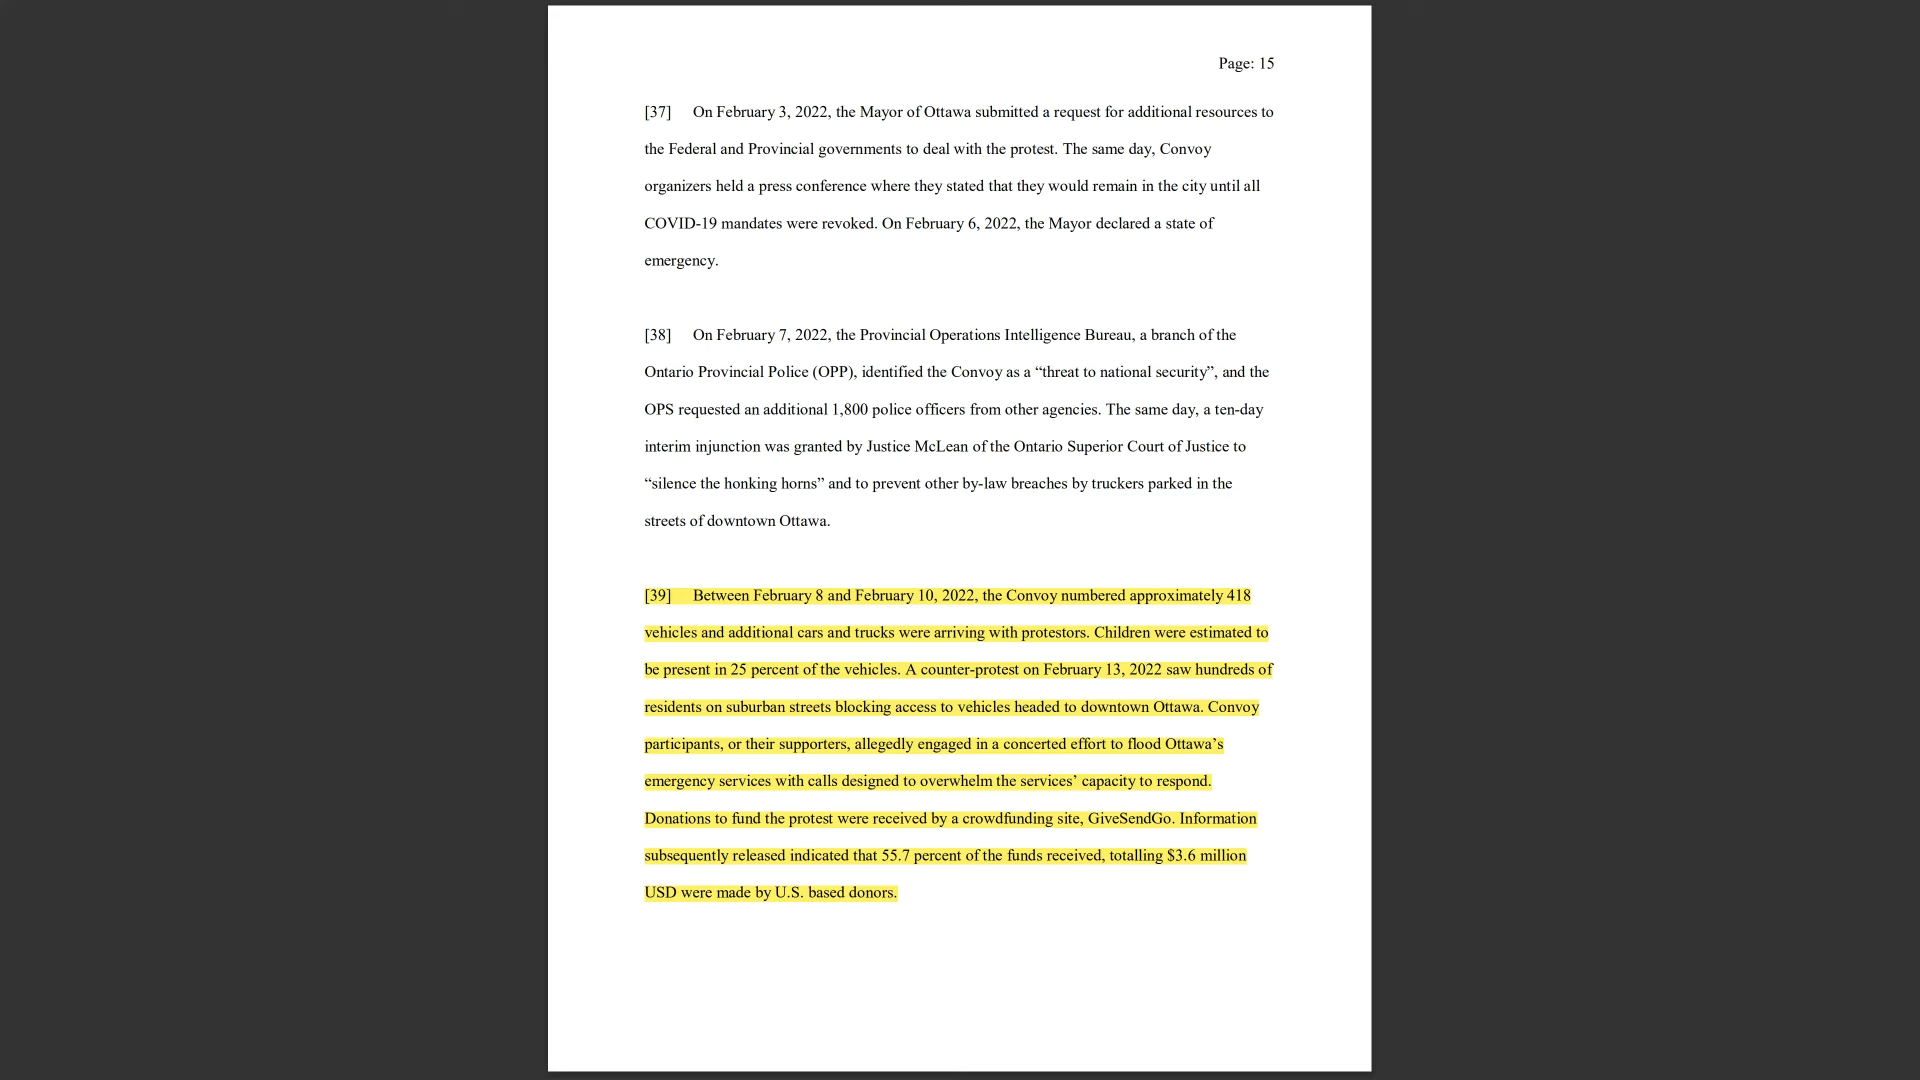 Page: 15
[37] On February 3, 2022, the Mayor of Ottawa submitted a request for additional resources to
the Federal and Provincial governments to deal with the protest. The same day, Convoy
organizers held a press conference where they stated that they would remain in the city until all
COVID-19 mandates were revoked. On February 6, 2022, the Mayor declared a state of
emergency.
[38] On February 7, 2022, the Provincial Operations Intelligence Bureau, a branch of the
Ontario Provincial Police (OPP), identified the Convoy as a “threat to national security”, and the
OPS requested an additional 1,800 police officers from other agencies. The same day, a ten-day
interim injunction was granted by Justice McLean of the Ontario Superior Court of Justice to
“silence the honking horns” and to prevent other by-law breaches by truckers parked in the
streets of downtown Ottawa.
[39] Between February 8 and February 10, 2022, the Convoy numbered approximately 418
vehicles and additional cars and trucks were arriving with protestors. Children were estimated to
be present in 25 percent of the vehicles. A counter-protest on February 13, 2022 saw hundreds of
residents on suburban streets blocking access to vehicles headed to downtown Ottawa. Convoy
participants, or their supporters, allegedly engaged in a concerted effort to flood Ottawa’s
emergency services with calls designed to overwhelm the services’ capacity to respond.
Donations to fund the protest were received by a crowdfunding site, GiveSendGo. Information
subsequently released indicated that 55.7 percent of the funds received, totalling $3.6 million
USD were made by U.S. based donors.